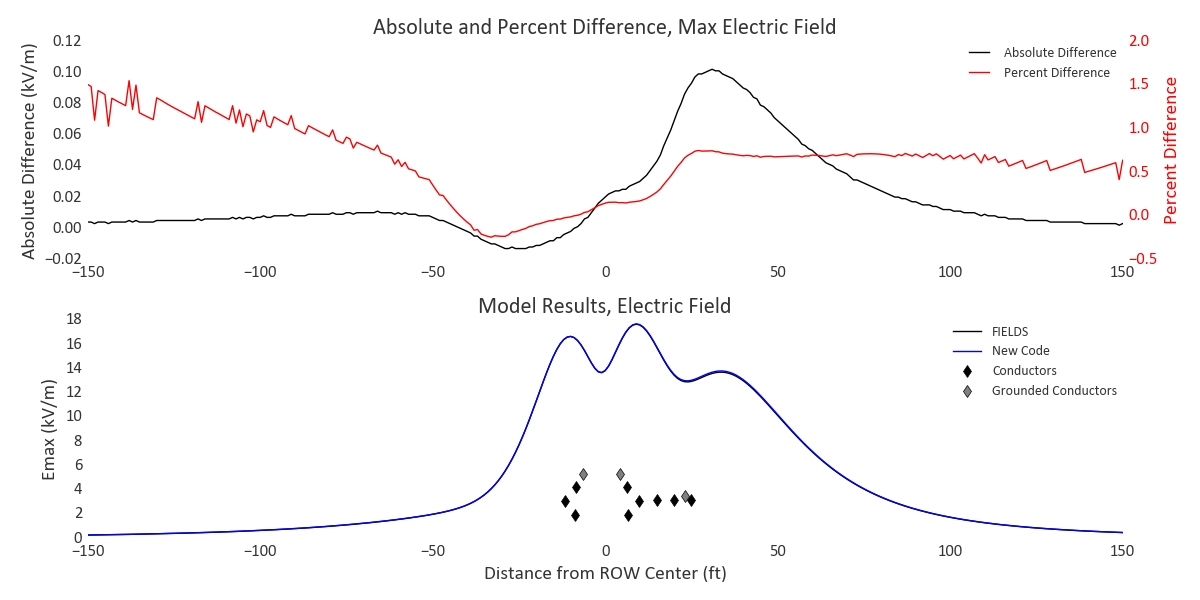 Absolute and Percent Difference, Max Electric Field
Absolute Difference (kV/m)
0.12
0.10
0.08
0.06
0.04
0.02
0.00
−0.02
Absolute Difference
Percent Difference
2.0
1.5
1.0
0.5
0.0
−0.5
Percent Difference
−150 −100 −50 0 50 100 150
Model Results, Electric Field
Emax (kV/m)
18
16
14
12
10
8
6
4
2
0
FIELDS
New Code
Conductors
Grounded Conductors
−150 −100 −50 0 50 100 150
Distance from ROW Center (ft)